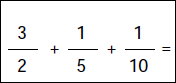 3/2 + 1/5 + 1/10 =